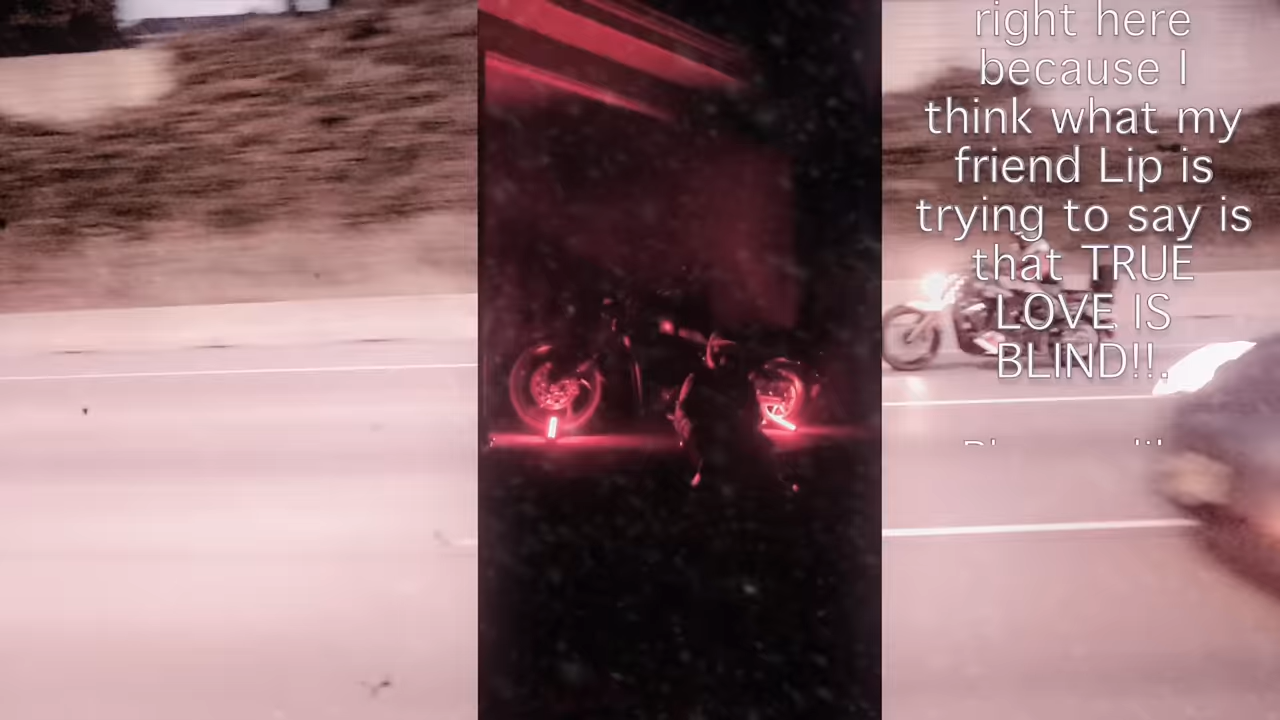 right here
because I
think what my
friend Lip is
trying to say is
that TRUE
LOVE IS
BLIND!!.